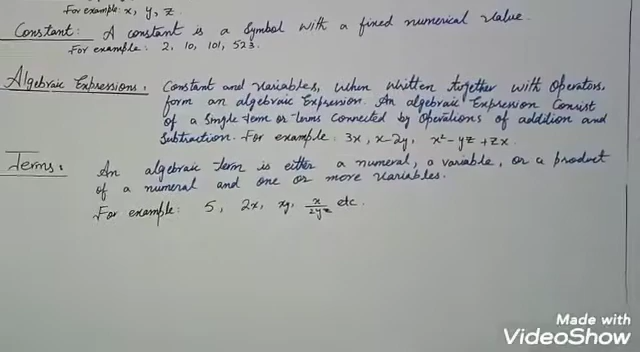 For example: x, y, z
Constant: A constant is a Symbol with a fixed numerical value.
For example: 2, 10, 101, 523.
Algebraic Expressions: Constant and variables, when written together with operators,
form an algebraic Expression. An algebraic Expression consist
of a Single term or terms connected by operations of addition and
Subtraction. For example: 3x, x-2y, x²-yz+zx.
Terms: An algebraic term is either a numeral, a variable, or a product
of a numeral and one or more variables.
For example: 5, 2x, xy, x/2yz etc.
Made with
VideoShow